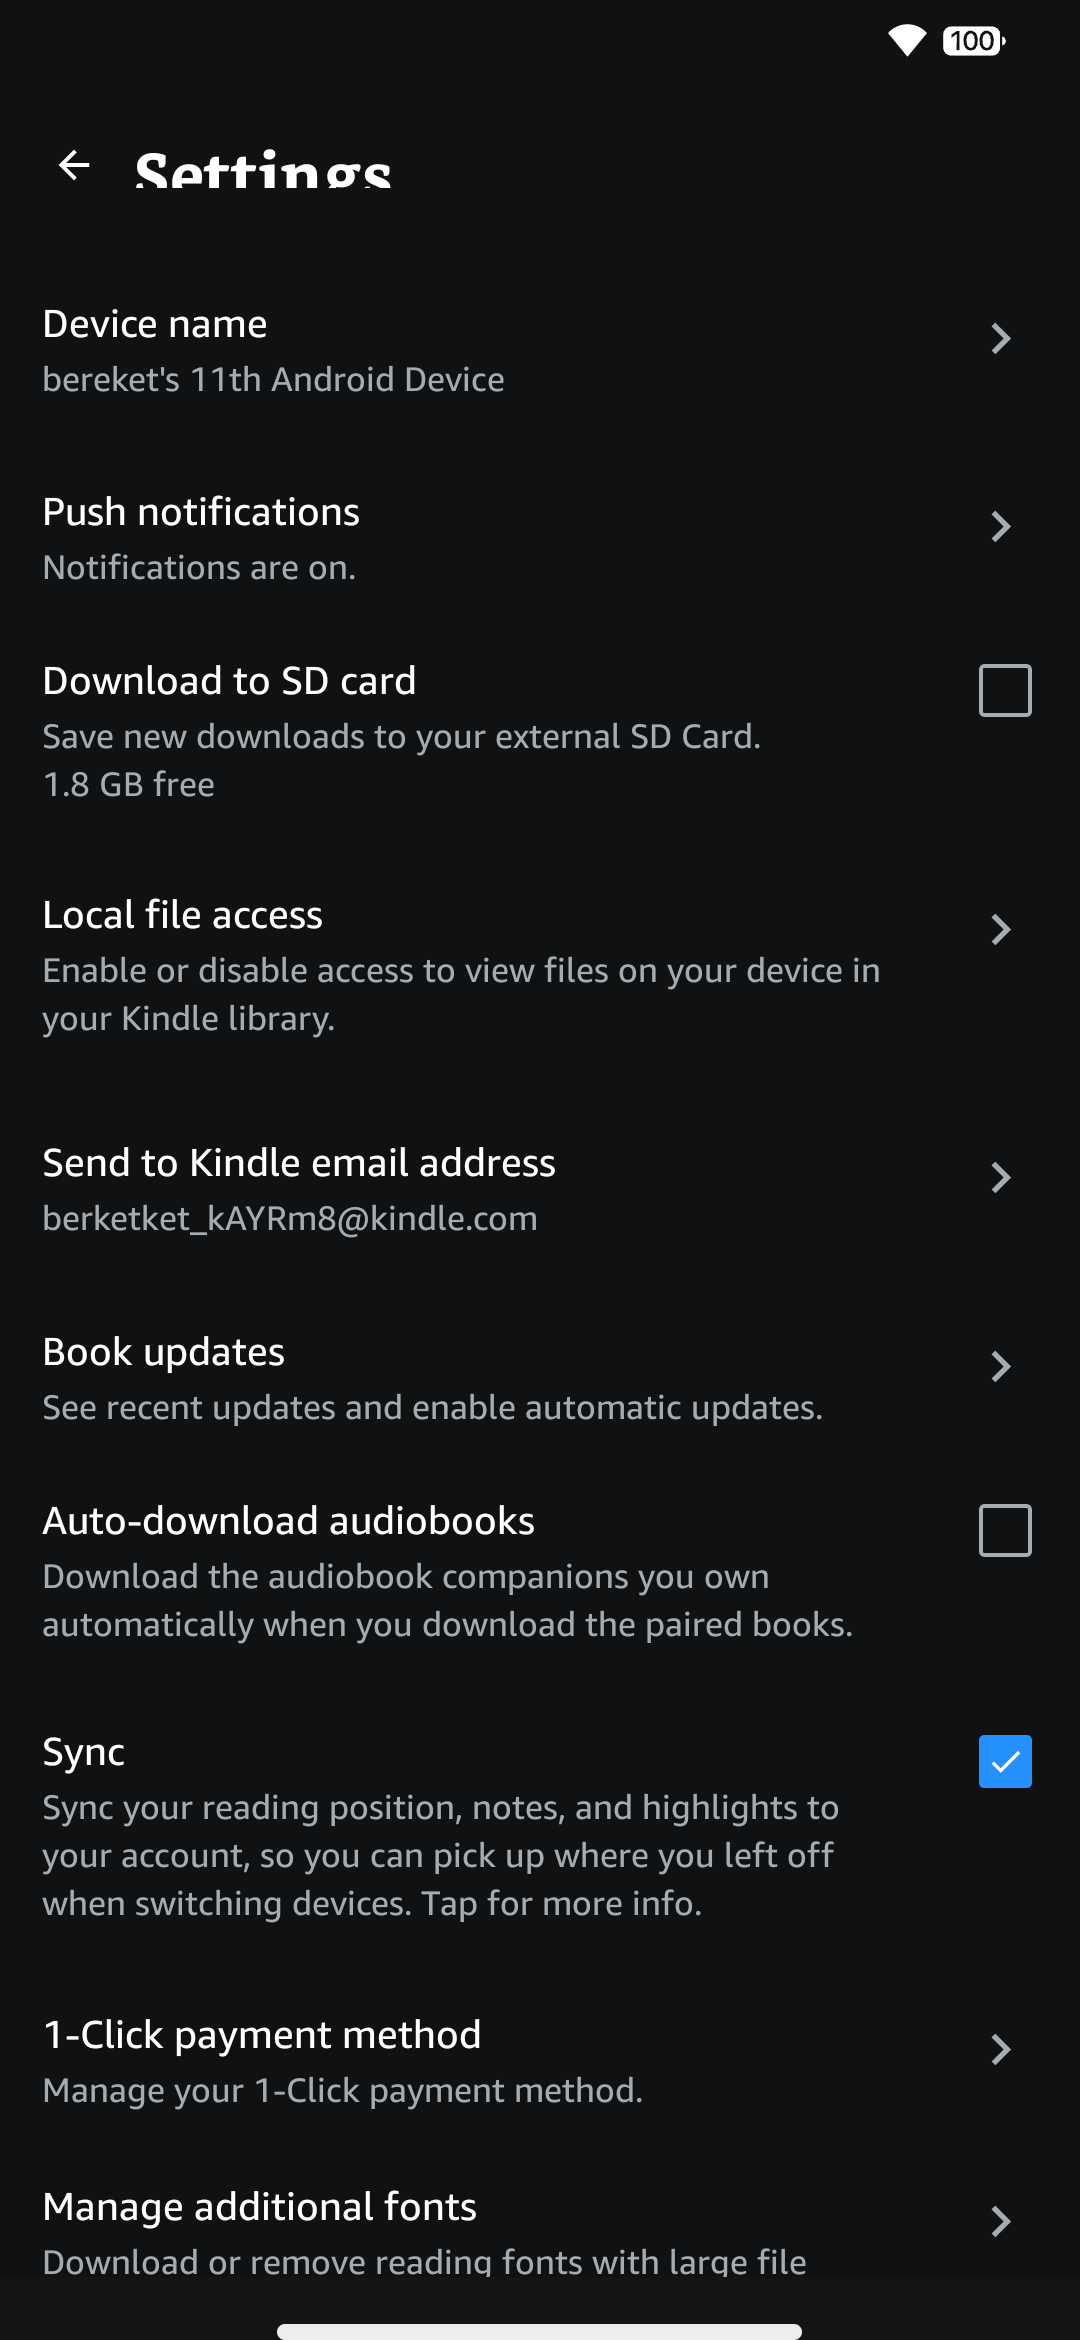 100
Settings
Device name
bereket's 11th Android Device
Push notifications
Notifications are on.
Download to SD card
Save new downloads to your external SD Card.
1.8 GB free
Local file access
Enable or disable access to view files on your device in
your Kindle library.
Send to Kindle email address
berketket_kAYRm8@kindle.com
Book updates
See recent updates and enable automatic updates.
Auto-download audiobooks
Download the audiobook companions you own
automatically when you download the paired books.
Sync
Sync your reading position, notes, and highlights to
your account, so you can pick up where you left off
when switching devices. Tap for more info.
1-Click payment method
Manage your 1-Click payment method.
Manage additional fonts
Download or remove reading fonts with large file